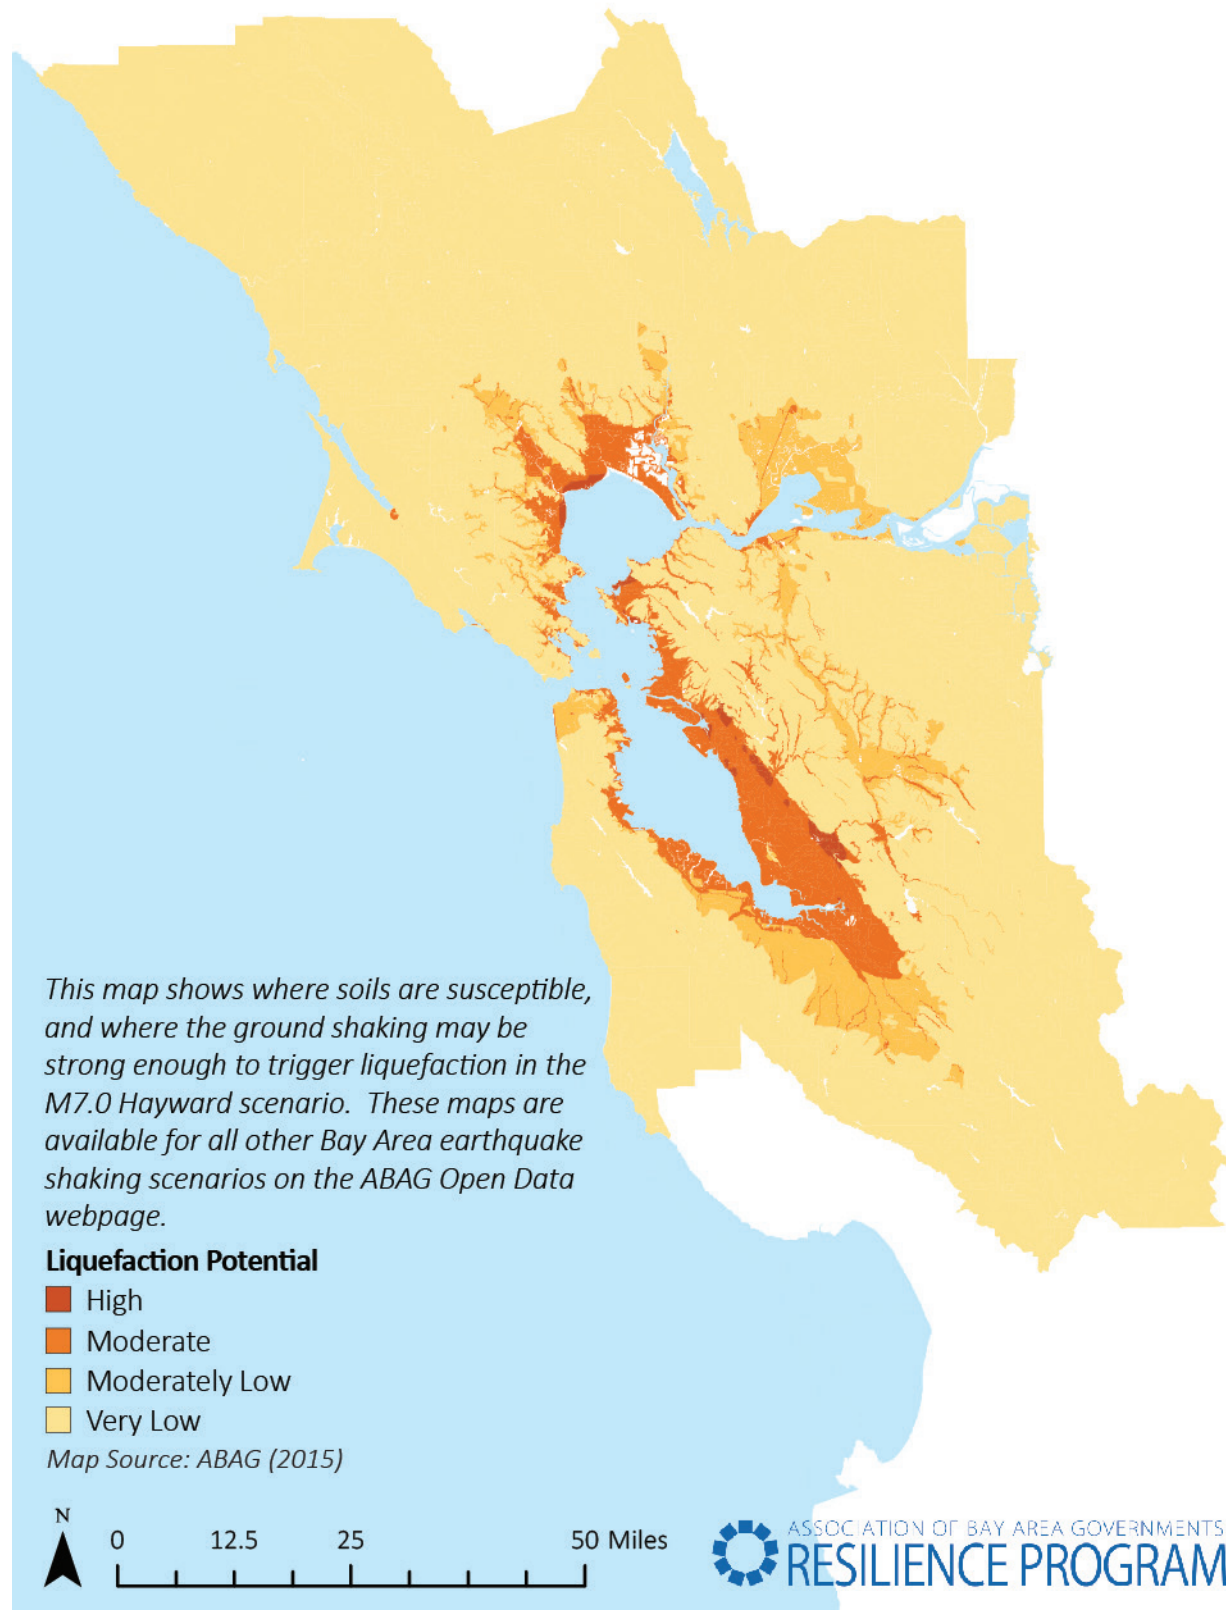 This map shows where soils are susceptible,
and where the ground shaking may be
strong enough to trigger liquefaction in the
M7.0 Hayward scenario.  These maps are
available for all other Bay Area earthquake
shaking scenarios on the ABAG Open Data
webpage.
Liquefaction Potential
High
Moderate
Moderately Low
Very Low
Map Source: ABAG (2015)
N
0 12.5 25 50 Miles
ASSOCIATION OF BAY AREA GOVERNMENTS
RESILIENCE PROGRAM